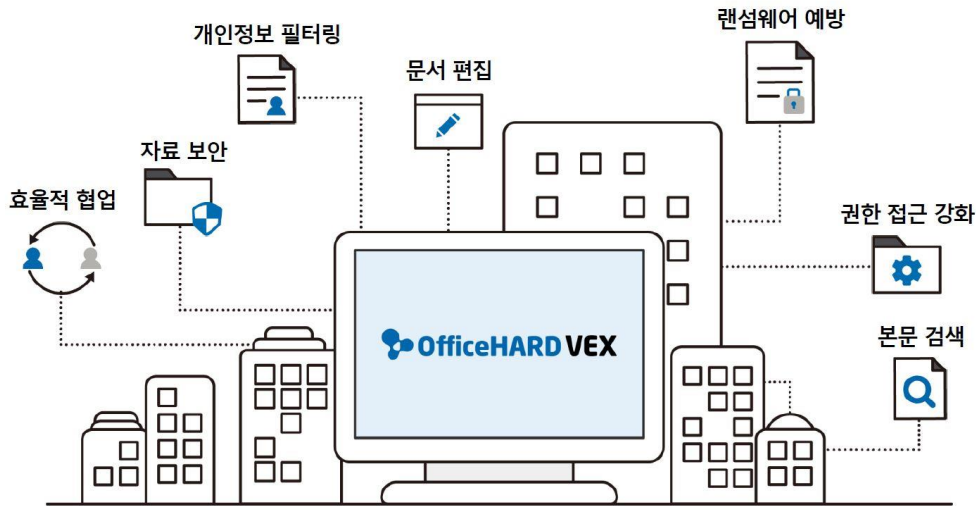 개인정보 필터링
랜섬웨어 예방
문서 편집
자료 보안
효율적 협업
권한 접근 강화
본문 검색
OfficeHARD VEX